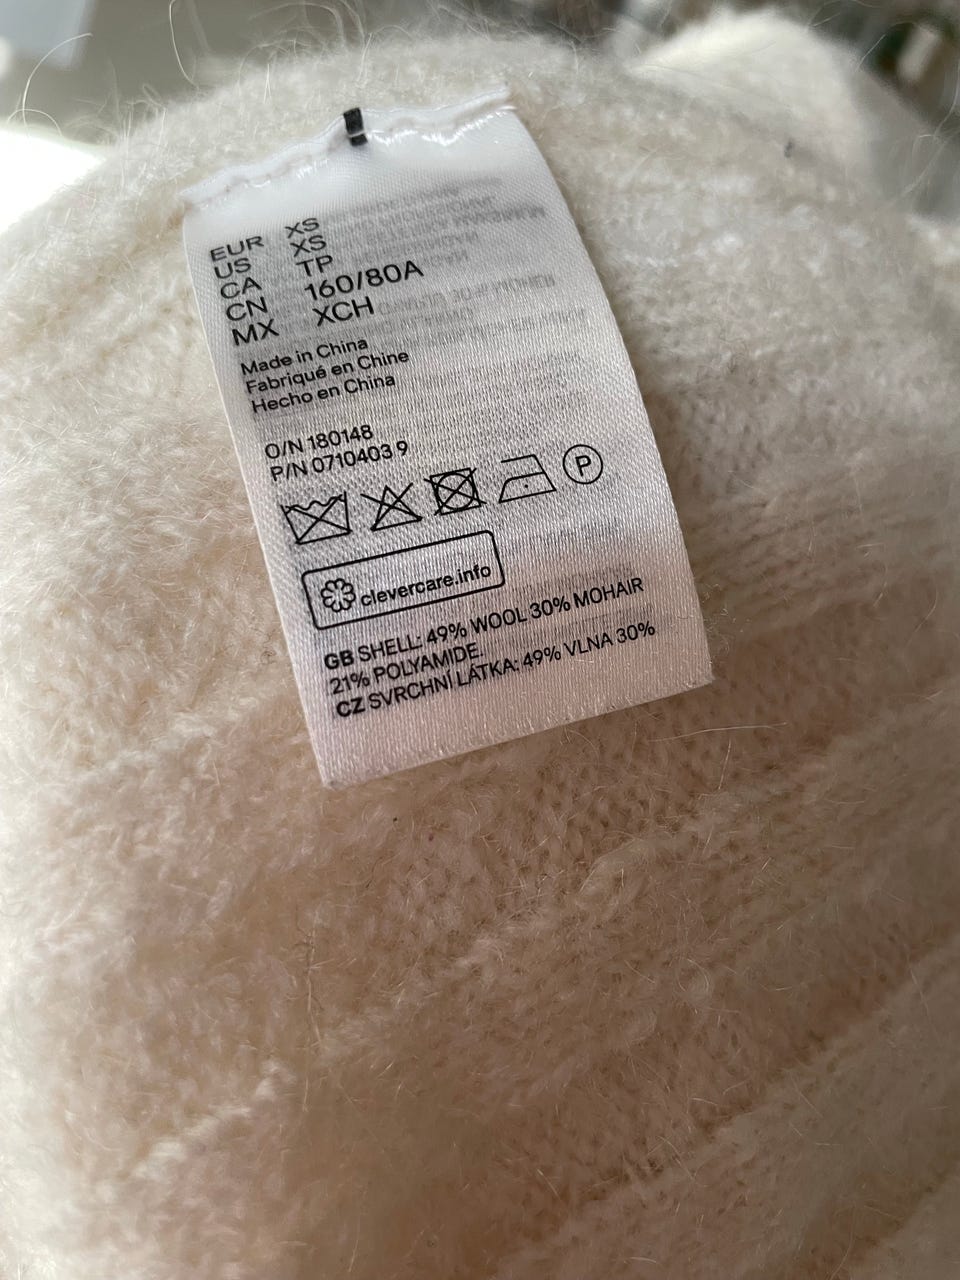 EUR XS
US XS
CA TP
CN 160/80A
MX XCH
Made in China
Fabriqué en Chine
Hecho en China
O/N 180148
P/N 0710403 9
P
clevercare.info
GB SHELL: 49% WOOL 30% MOHAIR
21% POLYAMIDE.
CZ SVRCHNÍ LÁTKA: 49% VLNA 30%